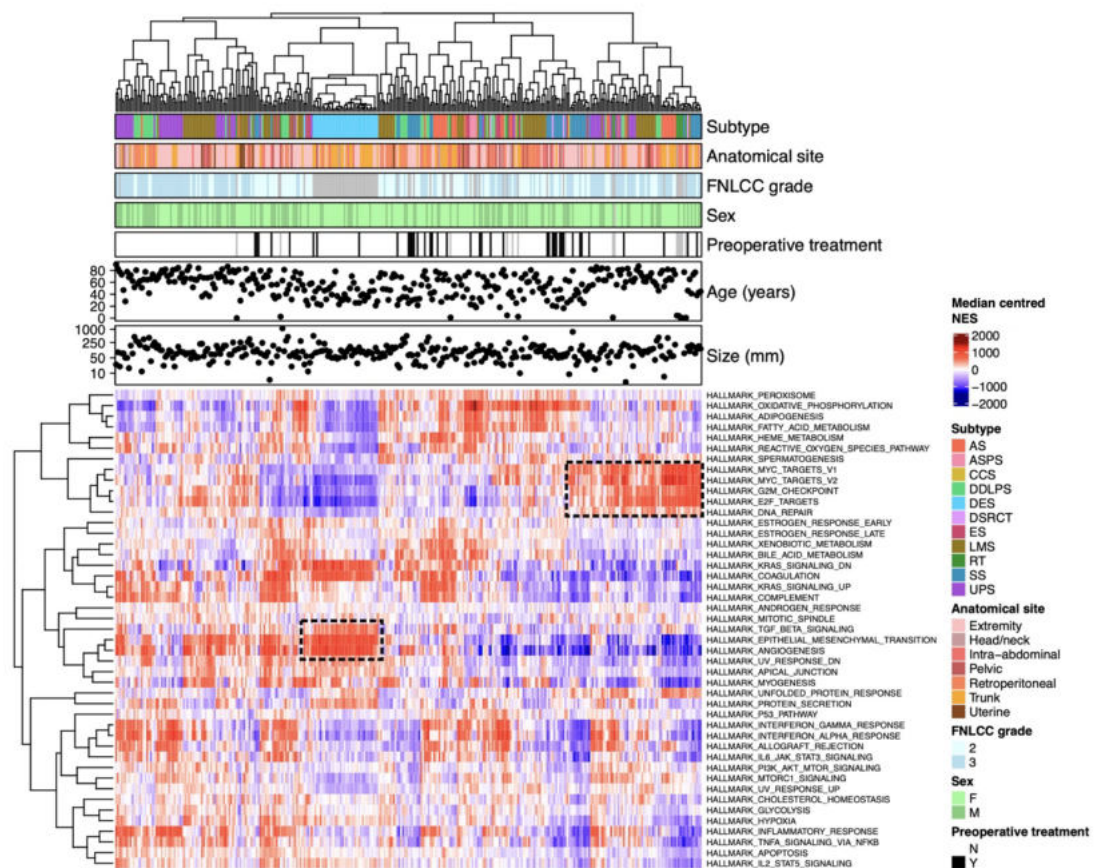 Subtype
Anatomical site
FNLCC grade
Sex
Preoperative treatment
80
60
40
20
0
Age (years)
1000
250
50
10
Size (mm)
HALLMARK_PEROXISOME
HALLMARK_OXIDATIVE_PHOSPHORYLATION
HALLMARK_ADIPOGENESIS
HALLMARK_FATTY_ACID_METABOLISM
HALLMARK_HEME_METABOLISM
HALLMARK_REACTIVE_OXYGEN_SPECIES_PATHWAY
HALLMARK_SPERMATOGENESIS
HALLMARK_MYC_TARGETS_V1
HALLMARK_MYC_TARGETS_V2
HALLMARK_G2M_CHECKPOINT
HALLMARK_E2F_TARGETS
HALLMARK_DNA_REPAIR
HALLMARK_ESTROGEN_RESPONSE_EARLY
HALLMARK_ESTROGEN_RESPONSE_LATE
HALLMARK_XENOBIOTIC_METABOLISM
HALLMARK_BILE_ACID_METABOLISM
HALLMARK_KRAS_SIGNALING_DN
HALLMARK_COAGULATION
HALLMARK_KRAS_SIGNALING_UP
HALLMARK_COMPLEMENT
HALLMARK_ANDROGEN_RESPONSE
HALLMARK_MITOTIC_SPINDLE
HALLMARK_TGF_BETA_SIGNALING
HALLMARK_EPITHELIAL_MESENCHYMAL_TRANSITION
HALLMARK_ANGIOGENESIS
HALLMARK_UV_RESPONSE_DN
HALLMARK_APICAL_JUNCTION
HALLMARK_MYOGENESIS
HALLMARK_UNFOLDED_PROTEIN_RESPONSE
HALLMARK_PROTEIN_SECRETION
HALLMARK_P53_PATHWAY
HALLMARK_INTERFERON_GAMMA_RESPONSE
HALLMARK_INTERFERON_ALPHA_RESPONSE
HALLMARK_ALLOGRAFT_REJECTION
HALLMARK_IL6_JAK_STAT3_SIGNALING
HALLMARK_PI3K_AKT_MTOR_SIGNALING
HALLMARK_MTORC1_SIGNALING
HALLMARK_UV_RESPONSE_UP
HALLMARK_CHOLESTEROL_HOMEOSTASIS
HALLMARK_GLYCOLYSIS
HALLMARK_HYPOXIA
HALLMARK_INFLAMMATORY_RESPONSE
HALLMARK_TNFA_SIGNALING_VIA_NFKB
HALLMARK_APOPTOSIS
HALLMARK_IL2_STAT5_SIGNALING
Median centred
NES
2000
1000
0
-1000
-2000
Subtype
AS
ASPS
CCS
DDLPS
DES
DSRCT
ES
LMS
RT
SS
UPS
Anatomical site
Extremity
Head/neck
Intra-abdominal
Pelvic
Retroperitoneal
Trunk
Uterine
FNLCC grade
2
3
Sex
F
M
Preoperative treatment
N
Y